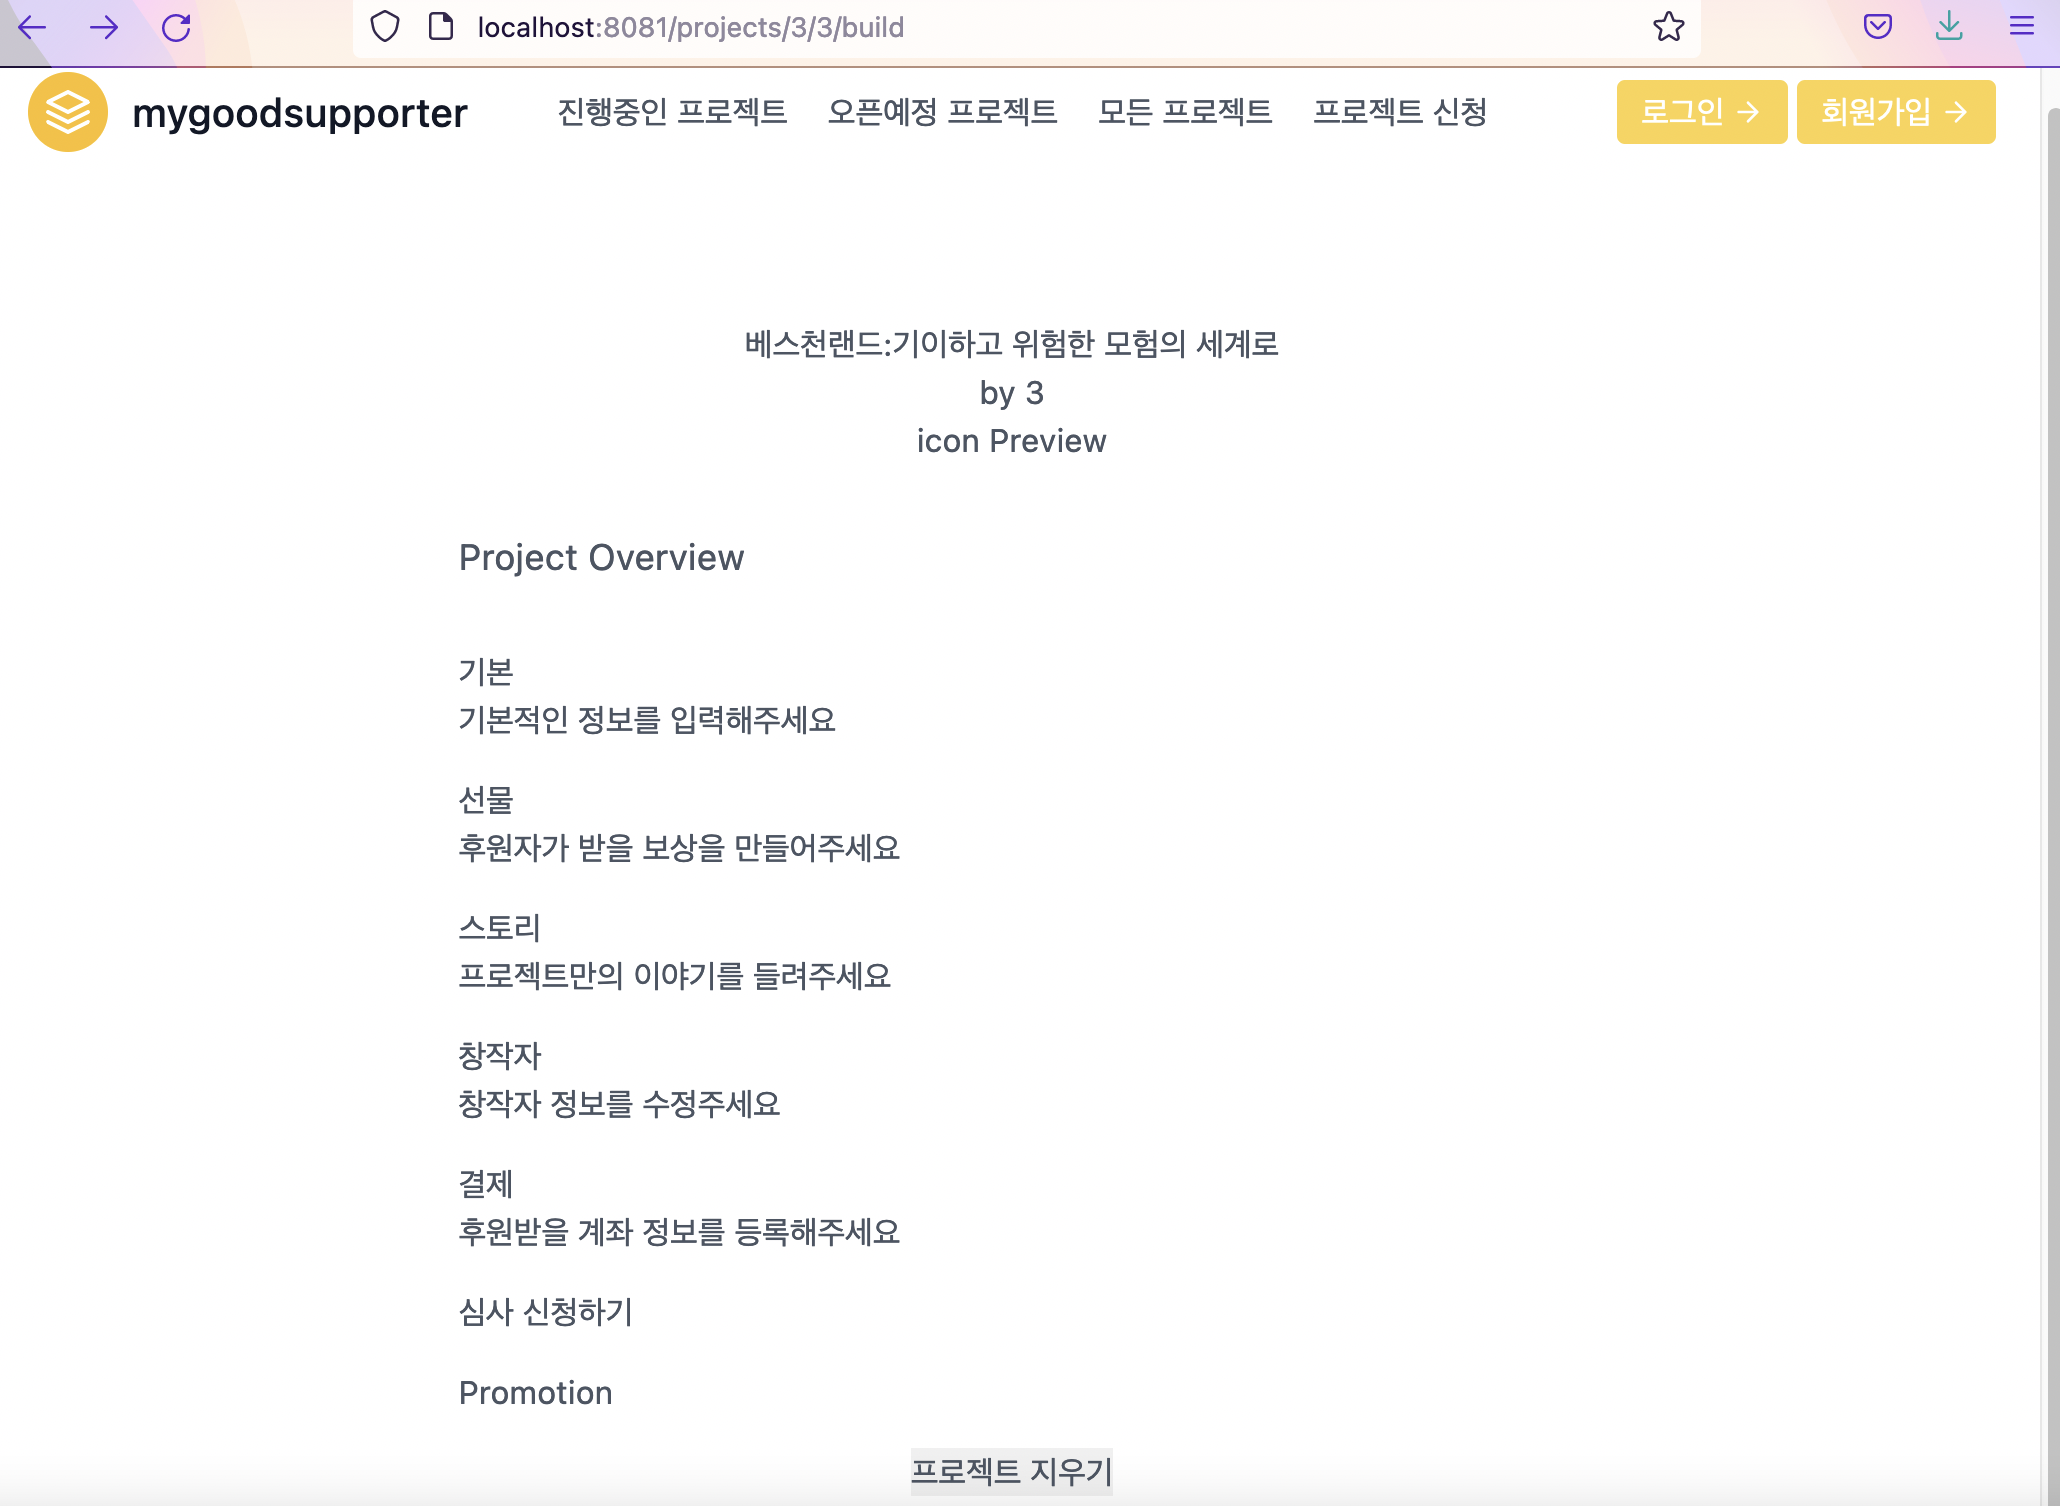 localhost:8081/projects/3/3/build
mygoodsupporter 진행중인 프로젝트 오픈예정 프로젝트 모든 프로젝트 프로젝트 신청 로그인 → 회원가입 →
베스천랜드:기이하고 위험한 모험의 세계로
by 3
icon Preview
Project Overview
기본
기본적인 정보를 입력해주세요
선물
후원자가 받을 보상을 만들어주세요
스토리
프로젝트만의 이야기를 들려주세요
창작자
창작자 정보를 수정주세요
결제
후원받을 계좌 정보를 등록해주세요
심사 신청하기
Promotion
프로젝트 지우기